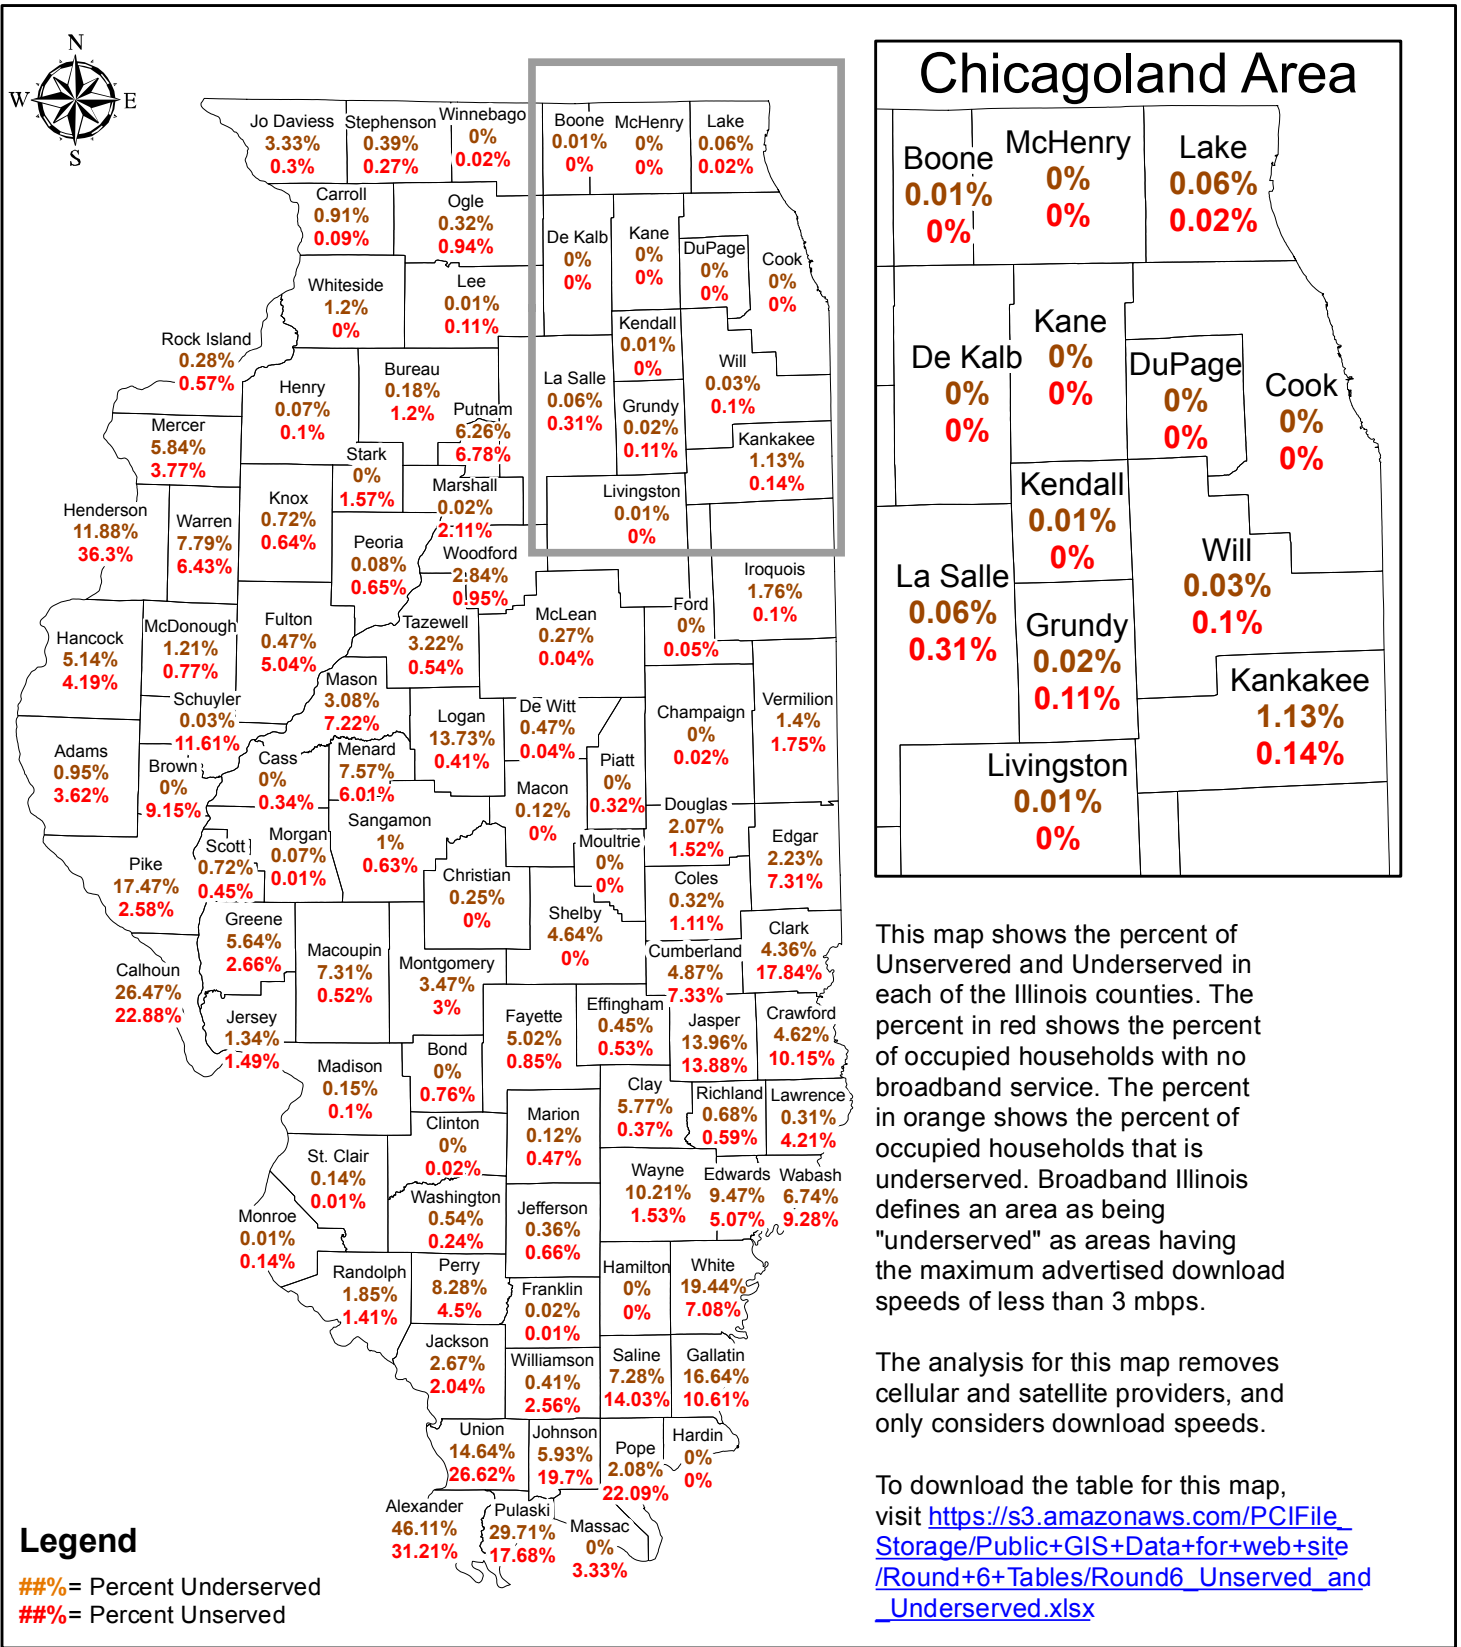 N
W E
S
Jo Daviess
3.33%
0.3%
Stephenson
0.39%
0.27%
Winnebago
0%
0.02%
Boone
0.01%
0%
McHenry
0%
0%
Lake
0.06%
0.02%
Carroll
0.91%
0.09%
Ogle
0.32%
0.94%
De Kalb
0%
0%
Kane
0%
0%
DuPage
0%
0%
Cook
0%
0%
Whiteside
1.2%
0%
Lee
0.01%
0.11%
Kendall
0.01%
0%
Will
0.03%
0.1%
Rock Island
0.28%
0.57%
Henry
0.07%
0.1%
Bureau
0.18%
1.2%
Putnam
6.26%
6.78%
La Salle
0.06%
0.31%
Grundy
0.02%
0.11%
Kankakee
1.13%
0.14%
Mercer
5.84%
3.77%
Stark
0%
1.57%
Marshall
0.02%
2.11%
Livingston
0.01%
0%
Henderson
11.88%
36.3%
Warren
7.79%
6.43%
Knox
0.72%
0.64%
Peoria
0.08%
0.65%
Woodford
2.84%
0.95%
Iroquois
1.76%
0.1%
Hancock
5.14%
4.19%
McDonough
1.21%
0.77%
Fulton
0.47%
5.04%
Tazewell
3.22%
0.54%
McLean
0.27%
0.04%
Ford
0%
0.05%
Schuyler
0.03%
11.61%
Mason
3.08%
7.22%
Logan
13.73%
0.41%
De Witt
0.47%
0.04%
Champaign
0%
0.02%
Vermilion
1.4%
1.75%
Adams
0.95%
3.62%
Brown
0%
9.15%
Cass
0%
0.34%
Menard
7.57%
6.01%
Macon
0.12%
0%
Piatt
0%
0.32%
Douglas
2.07%
1.52%
Edgar
2.23%
7.31%
Pike
17.47%
2.58%
Scott
0.72%
0.45%
Morgan
0.07%
0.01%
Sangamon
1%
0.63%
Christian
0.25%
0%
Moultrie
0%
0%
Coles
0.32%
1.11%
Greene
5.64%
2.66%
Macoupin
7.31%
0.52%
Montgomery
3.47%
3%
Shelby
4.64%
0%
Cumberland
4.87%
7.33%
Clark
4.36%
17.84%
Calhoun
26.47%
22.88%
Jersey
1.34%
1.49%
Fayette
5.02%
0.85%
Effingham
0.45%
0.53%
Jasper
13.96%
13.88%
Crawford
4.62%
10.15%
Madison
0.15%
0.1%
Bond
0%
0.76%
Clay
5.77%
0.37%
Richland
0.68%
0.59%
Lawrence
0.31%
4.21%
Clinton
0%
0.02%
Marion
0.12%
0.47%
St. Clair
0.14%
0.01%
Wayne
10.21%
1.53%
Edwards
9.47%
5.07%
Wabash
6.74%
9.28%
Monroe
0.01%
0.14%
Washington
0.54%
0.24%
Jefferson
0.36%
0.66%
Randolph
1.85%
1.41%
Perry
8.28%
4.5%
Franklin
0.02%
0.01%
Hamilton
0%
0%
White
19.44%
7.08%
Jackson
2.67%
2.04%
Williamson
0.41%
2.56%
Saline
7.28%
14.03%
Gallatin
16.64%
10.61%
Union
14.64%
26.62%
Johnson
5.93%
19.7%
Pope
2.08%
22.09%
Hardin
0%
0%
Alexander
46.11%
31.21%
Pulaski
29.71%
17.68%
Massac
0%
3.33%
Legend
##%= Percent Underserved
##%= Percent Unserved
Chicagoland Area
Boone
0.01%
0%
McHenry
0%
0%
Lake
0.06%
0.02%
De Kalb
0%
0%
Kane
0%
0%
DuPage
0%
0%
Cook
0%
0%
Kendall
0.01%
0%
La Salle
0.06%
0.31%
Will
0.03%
0.1%
Grundy
0.02%
0.11%
Kankakee
1.13%
0.14%
Livingston
0.01%
0%
This map shows the percent of
Unservered and Underserved in
each of the Illinois counties. The
percent in red shows the percent
of occupied households with no
broadband service. The percent
in orange shows the percent of
occupied households that is
underserved. Broadband Illinois
defines an area as being
"underserved" as areas having
the maximum advertised download
speeds of less than 3 mbps.
The analysis for this map removes
cellular and satellite providers, and
only considers download speeds.
To download the table for this map,
visit https://s3.amazonaws.com/PCIFile_
Storage/Public+GIS+Data+for+web+site
/Round+6+Tables/Round6_Unserved_and
_Underserved.xlsx